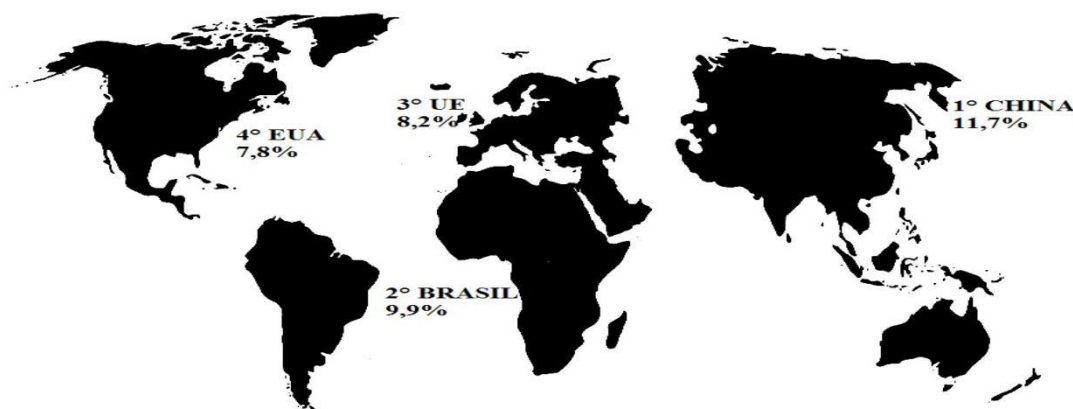 3° UE
8,2%
1° CHINA
11,7%
4° EUA
7,8%
2° BRASIL
9,9%